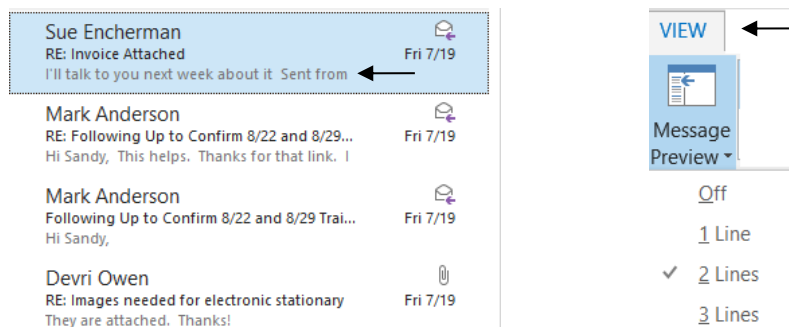 Sue Encherman
RE: Invoice Attached Fri 7/19
I'll talk to you next week about it  Sent from
Mark Anderson
RE: Following Up to Confirm 8/22 and 8/29... Fri 7/19
Hi Sandy,  This helps.  Thanks for that link.  I
Mark Anderson
Following Up to Confirm 8/22 and 8/29 Trai... Fri 7/19
Hi Sandy,
Devri Owen
RE: Images needed for electronic stationary Fri 7/19
They are attached.  Thanks!
VIEW
Message
Preview
Off
1 Line
2 Lines
3 Lines